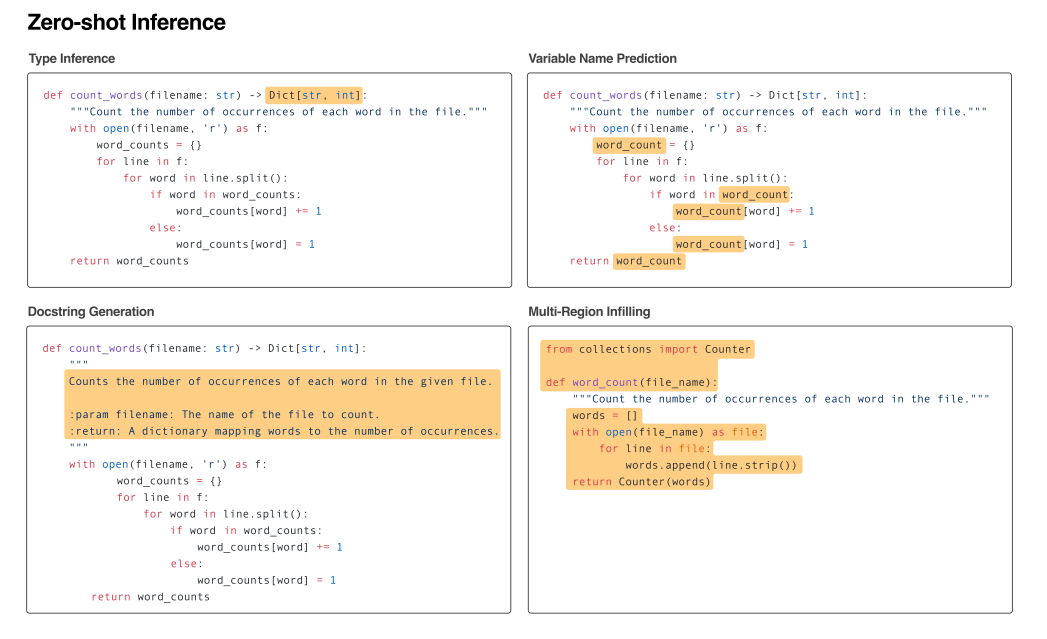 Zero-shot Inference
Type Inference
def count_words(filename: str) -> Dict[str, int]:
    """Count the number of occurrences of each word in the file."""
    with open(filename, 'r') as f:
        word_counts = {}
        for line in f:
            for word in line.split():
                if word in word_counts:
                    word_counts[word] += 1
                else:
                    word_counts[word] = 1
    return word_counts
Variable Name Prediction
def count_words(filename: str) -> Dict[str, int]:
    """Count the number of occurrences of each word in the file."""
    with open(filename, 'r') as f:
        word_count = {}
        for line in f:
            for word in line.split():
                if word in word_count:
                    word_count[word] += 1
                else:
                    word_count[word] = 1
    return word_count
Docstring Generation
def count_words(filename: str) -> Dict[str, int]:
    """
    Counts the number of occurrences of each word in the given file.
    :param filename: The name of the file to count.
    :return: A dictionary mapping words to the number of occurrences.
    """
    with open(filename, 'r') as f:
           word_counts = {}
           for line in f:
               for word in line.split():
                   if word in word_counts:
                       word_counts[word] += 1
                   else:
                       word_counts[word] = 1
       return word_counts
Multi-Region Infilling
from collections import Counter
def word_count(file_name):
    """Count the number of occurrences of each word in the file."""
    words = []
    with open(file_name) as file:
        for line in file:
            words.append(line.strip())
    return Counter(words)